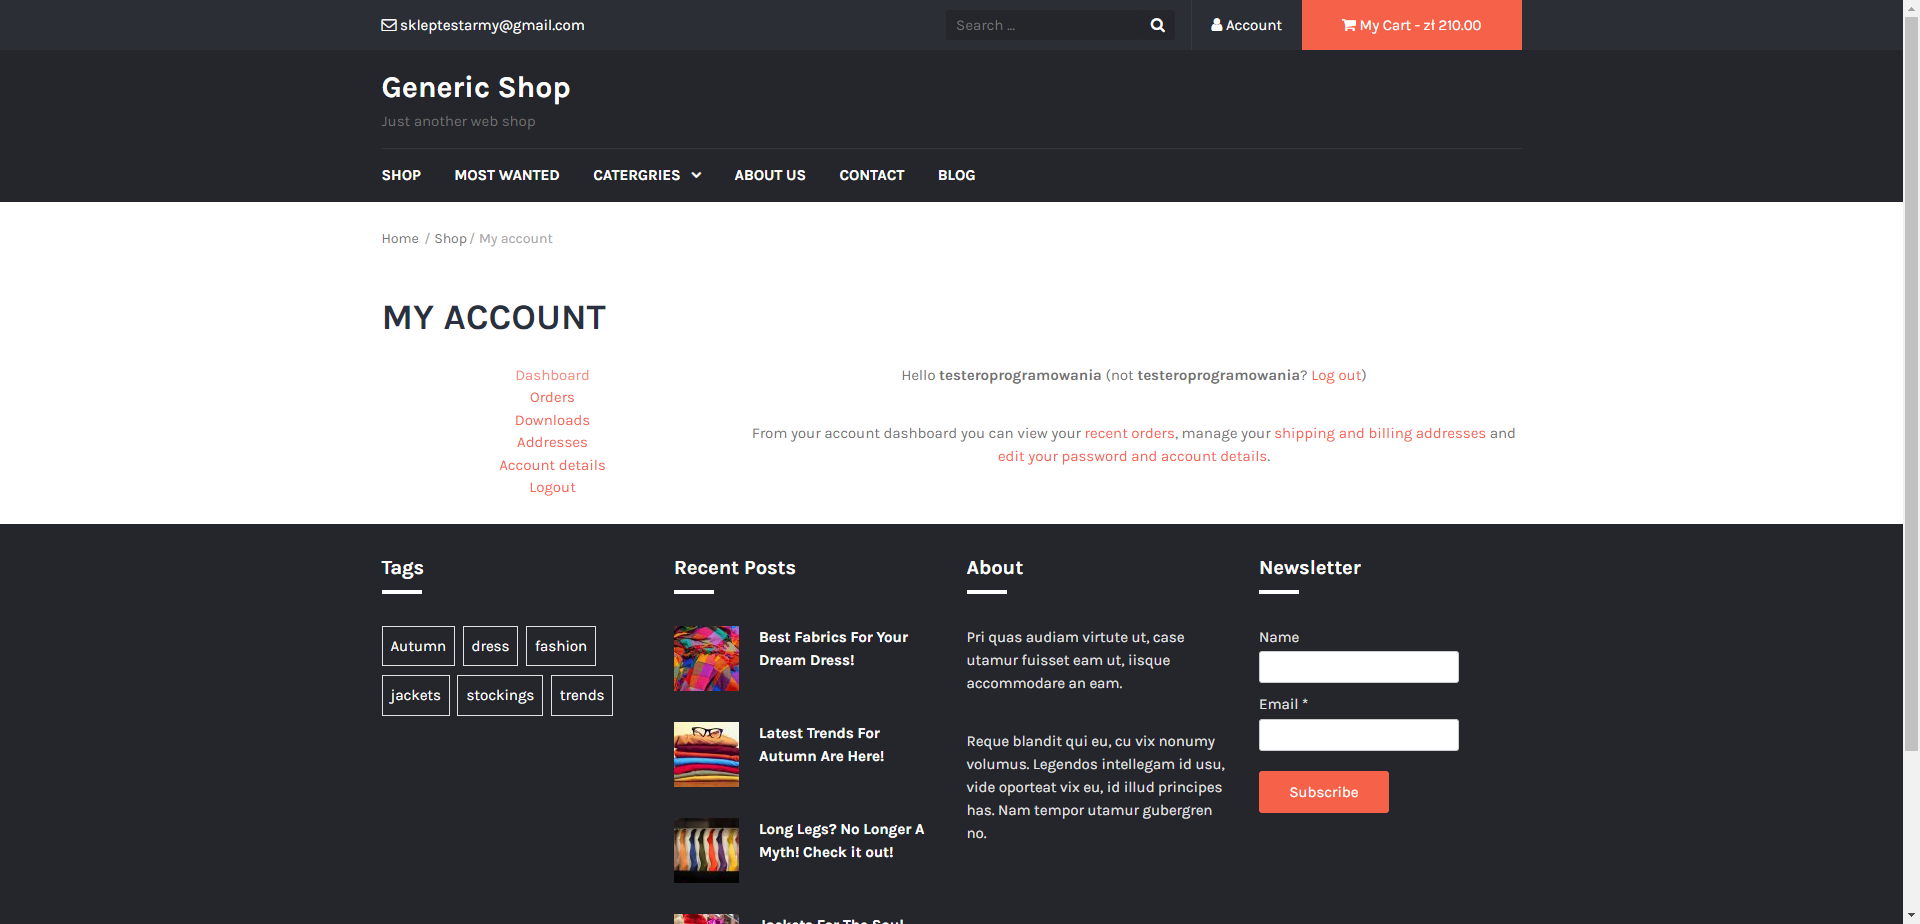 skleptestarmy@gmail.com
Search ...
Account
My Cart - zł 210.00
Generic Shop
Just another web shop
SHOP
MOST WANTED
CATERGRIES
ABOUT US
CONTACT
BLOG
Home / Shop / My account
MY ACCOUNT
Dashboard
Orders
Downloads
Addresses
Account details
Logout
Hello testeroprogramowania (not testeroprogramowania? Log out)
From your account dashboard you can view your recent orders, manage your shipping and billing addresses and
edit your password and account details.
Tags
Autumn
dress
fashion
jackets
stockings
trends
Recent Posts
Best Fabrics For Your
Dream Dress!
Latest Trends For
Autumn Are Here!
Long Legs? No Longer A
Myth! Check it out!
Jackets For The Soul
About
Pri quas audiam virtute ut, case
utamur fuisset eam ut, iisque
accommodare an eam.
Reque blandit qui eu, cu vix nonumy
volumus. Legendos intellegam id usu,
vide oporteat vix eu, id illud principes
has. Nam tempor utamur gubergren
no.
Newsletter
Name
Email *
Subscribe